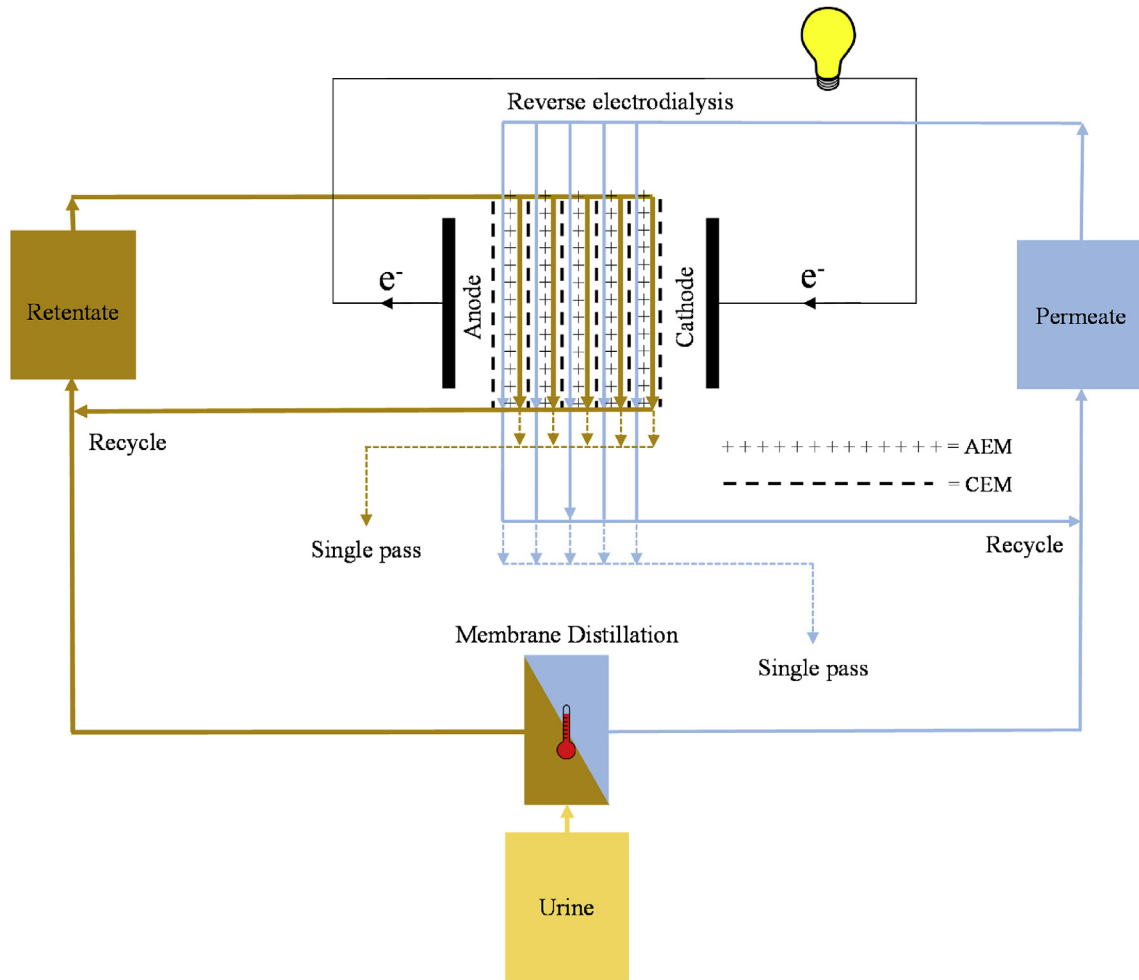 Reverse electrodialysis
Retentate
e-
Anode
Cathode
e-
Permeate
Recycle
+++++++++++++ = AEM
= CEM
Single pass
Recycle
Membrane Distillation
Single pass
Urine